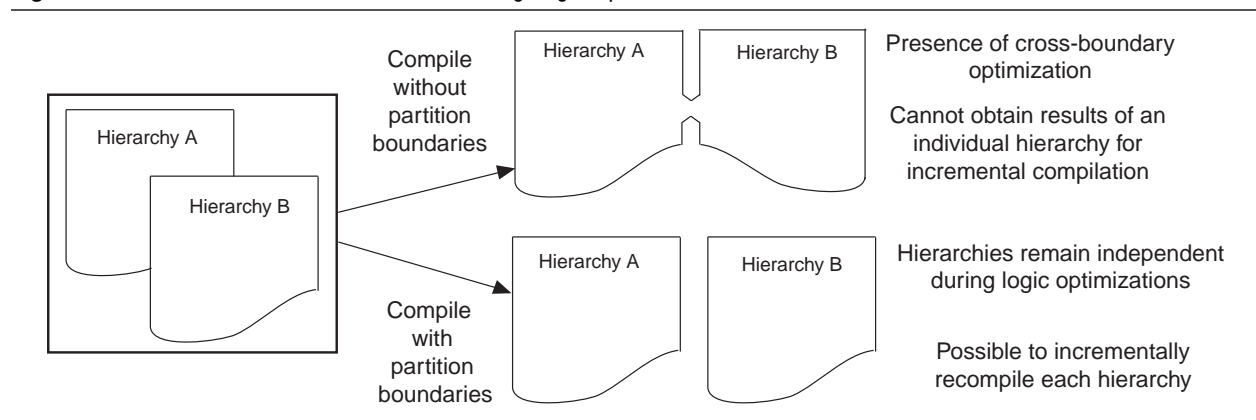 Hierarchy A
Hierarchy B
Compile
without
partition
boundaries
Hierarchy A
Hierarchy B
Presence of cross-boundary
optimization
Cannot obtain results of an
individual hierarchy for
incremental compilation
Compile
with
partition
boundaries
Hierarchy A
Hierarchy B
Hierarchies remain independent
during logic optimizations
Possible to incrementally
recompile each hierarchy